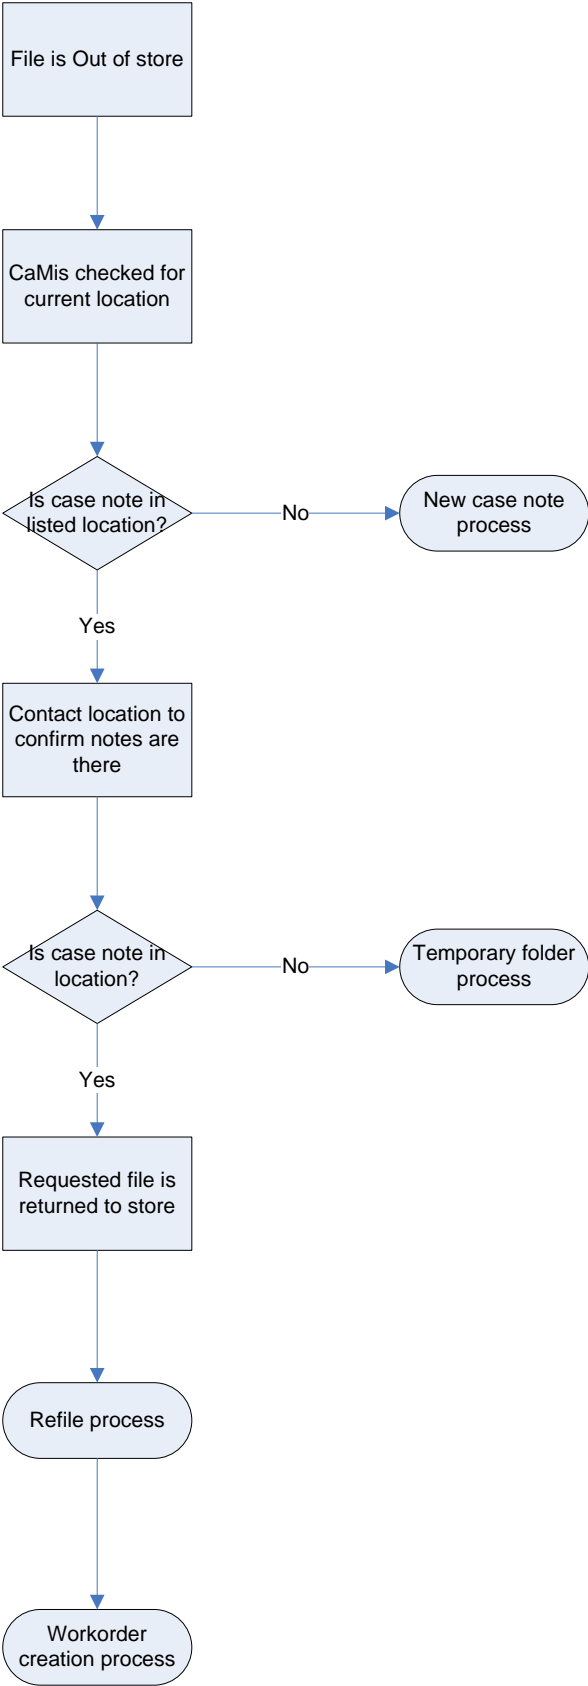 File is Out of store
CaMis checked for
current location
Is case note in
listed location?
No
New case note
process
Yes
Contact location to
confirm notes are
there
Is case note in
location?
No
Temporary folder
process
Yes
Requested file is
returned to store
Refile process
Workorder
creation process